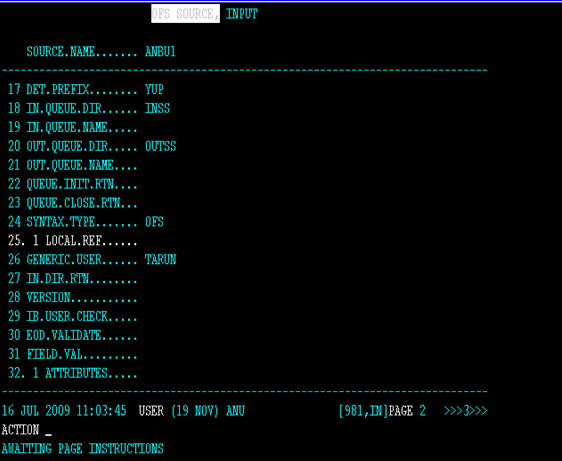 OFS SOURCE, INPUT
SOURCE.NAME....... ANBU1
17 DET.PREFIX........ YUP
18 IN.QUEUE.DIR...... INSS
19 IN.QUEUE.NAME.....
20 OUT.QUEUE.DIR..... OUTSS
21 OUT.QUEUE.NAME....
22 QUEUE.INIT.RTN....
23 QUEUE.CLOSE.RTN...
24 SYNTAX.TYPE....... OFS
25. 1 LOCAL.REF......
26 GENERIC.USER...... TARUN
27 IN.DIR.RTN........
28 VERSION...........
29 IB.USER.CHECK.....
30 EOD.VALIDATE......
31 FIELD.VAL.........
32. 1 ATTRIBUTES.....
16 JUL 2009 11:03:45 USER (19 NOV) ANU [981,IN]PAGE 2 >>>3>>>
ACTION _
AWAITING PAGE INSTRUCTIONS